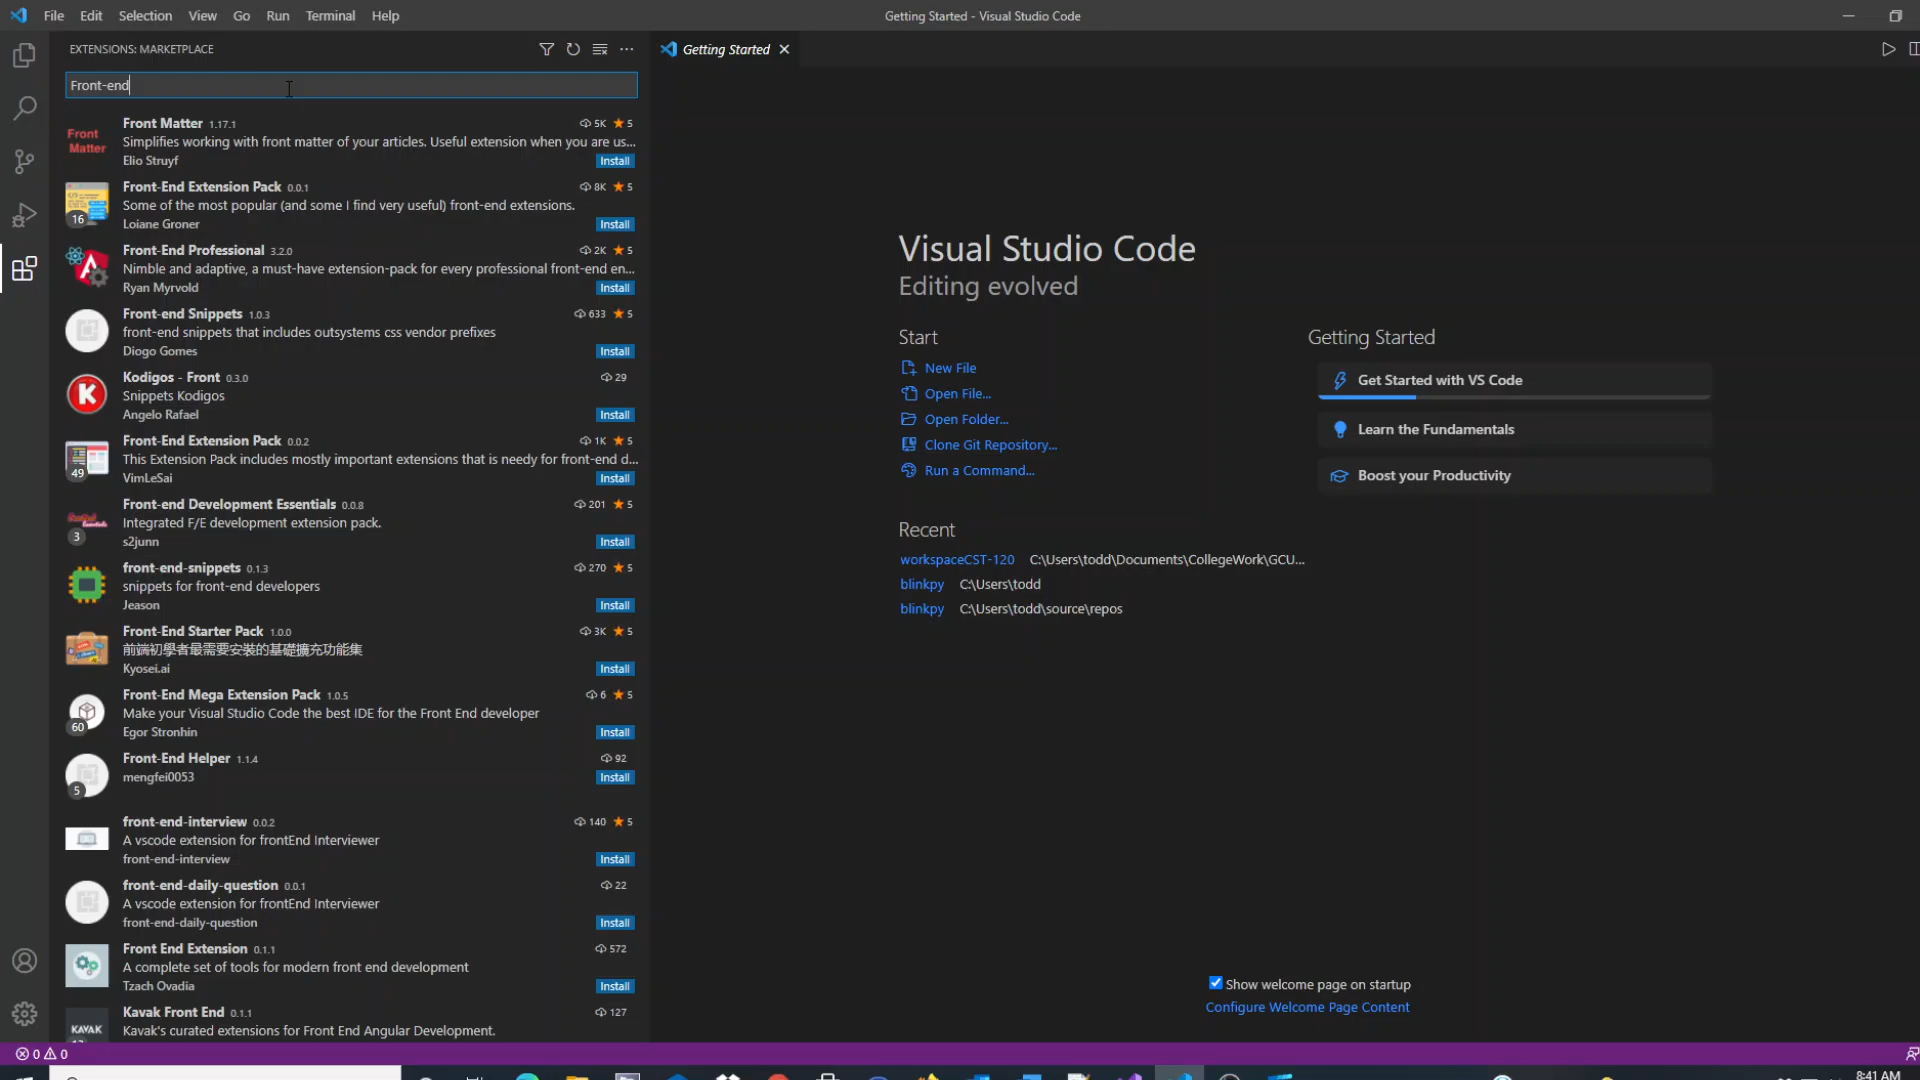 File Edit Selection View Go Run Terminal Help
Getting Started - Visual Studio Code
EXTENSIONS: MARKETPLACE
Front-end
Front Matter 1.17.1 5K ★ 5
Simplifies working with front matter of your articles. Useful extension when you are us...
Elio Struyf Install
Front-End Extension Pack 0.0.1 8K ★ 5
Some of the most popular (and some I find very useful) front-end extensions.
Loiane Groner Install
16
Front-End Professional 3.2.0 2K ★ 5
Nimble and adaptive, a must-have extension-pack for every professional front-end en...
Ryan Myrvold Install
Front-end Snippets 1.0.3 633 ★ 5
front-end snippets that includes outsystems css vendor prefixes
Diogo Gomes Install
K
Kodigos - Front 0.3.0 29
Snippets Kodigos
Angelo Rafael Install
Front-End Extension Pack 0.0.2 1K ★ 5
This Extension Pack includes mostly important extensions that is needy for front-end d...
VimLeSai Install
49
Front-end Development Essentials 0.0.8 201 ★ 5
Integrated F/E development extension pack.
s2junn Install
3
front-end-snippets 0.1.3 270 ★ 5
snippets for front-end developers
Jeason Install
Front-End Starter Pack 1.0.0 3K ★ 5
前端初學者最需要安裝的基礎擴充功能集
Kyosei.ai Install
Front-End Mega Extension Pack 1.0.5 6 ★ 5
Make your Visual Studio Code the best IDE for the Front End developer
Egor Stronhin Install
60
Front-End Helper 1.1.4 92
mengfei0053 Install
5
front-end-interview 0.0.2 140 ★ 5
A vscode extension for frontEnd Interviewer
front-end-interview Install
front-end-daily-question 0.0.1 22
A vscode extension for frontEnd Interviewer
front-end-daily-question Install
Front End Extension 0.1.1 572
A complete set of tools for modern front end development
Tzach Ovadia Install
KAVAK
Kavak Front End 0.1.1 127
Kavak's curated extensions for Front End Angular Development.
Front Matter
Getting Started
Visual Studio Code
Editing evolved
Start
New File
Open File...
Open Folder...
Clone Git Repository...
Run a Command...
Recent
workspaceCST-120 C:\Users\todd\Documents\CollegeWork\GCU...
blinkpy C:\Users\todd
blinkpy C:\Users\todd\source\repos
Getting Started
Get Started with VS Code
Learn the Fundamentals
Boost your Productivity
Show welcome page on startup
Configure Welcome Page Content
0 0
8:41 AM